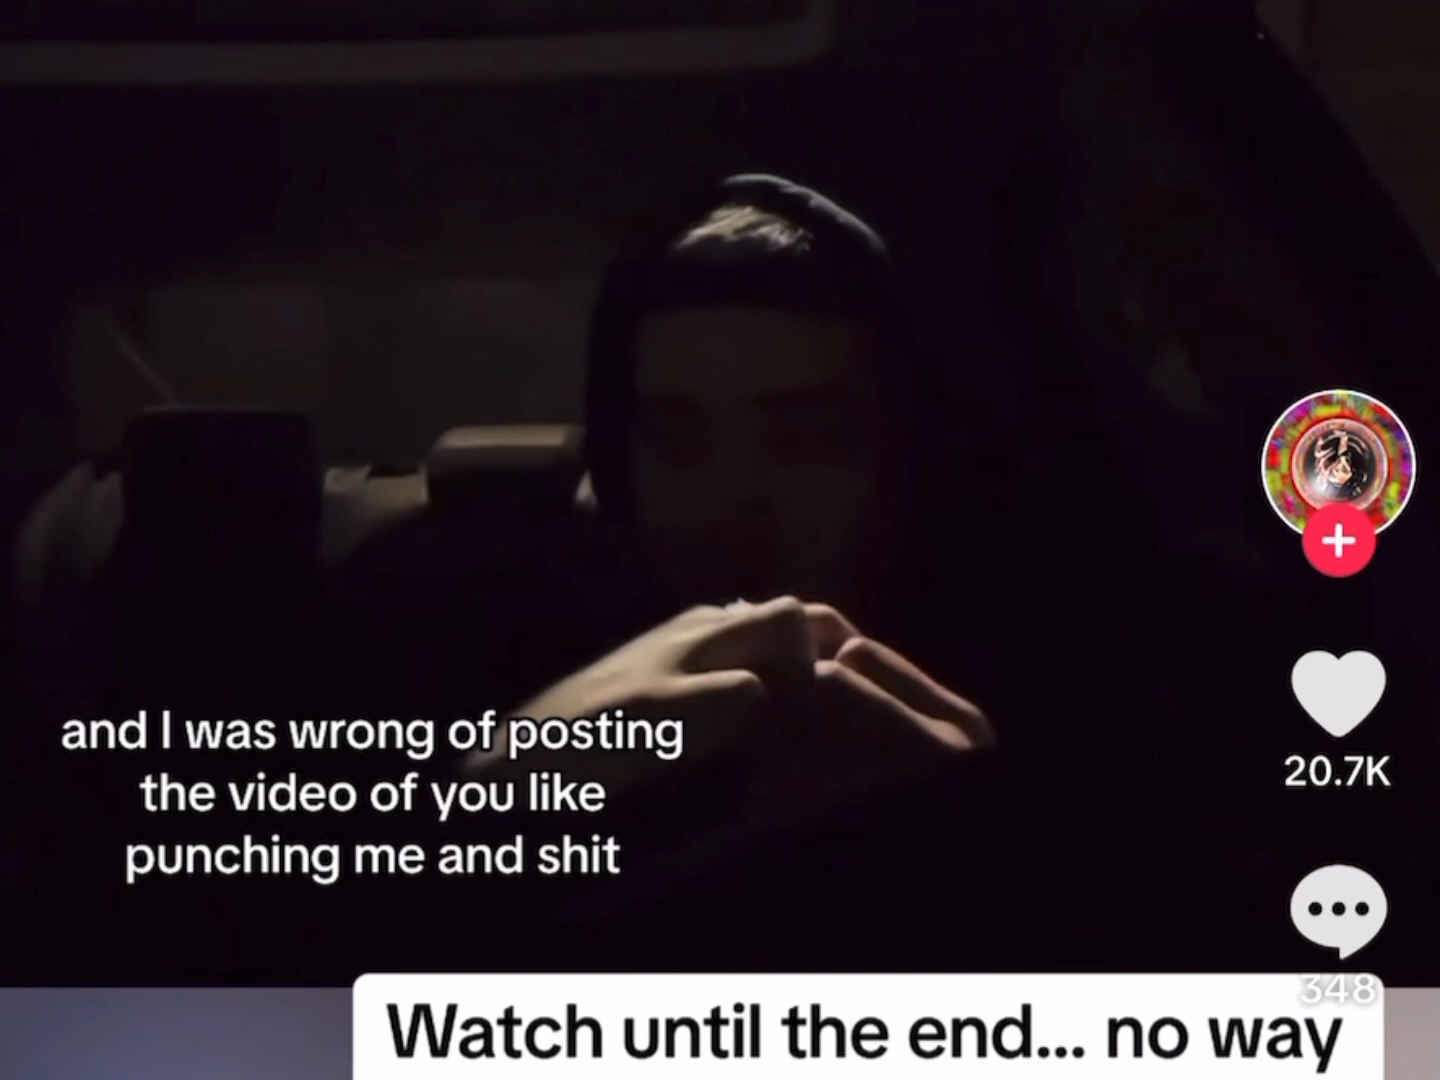 and I was wrong of posting
the video of you like
punching me and shit
20.7K
348
Watch until the end... no way